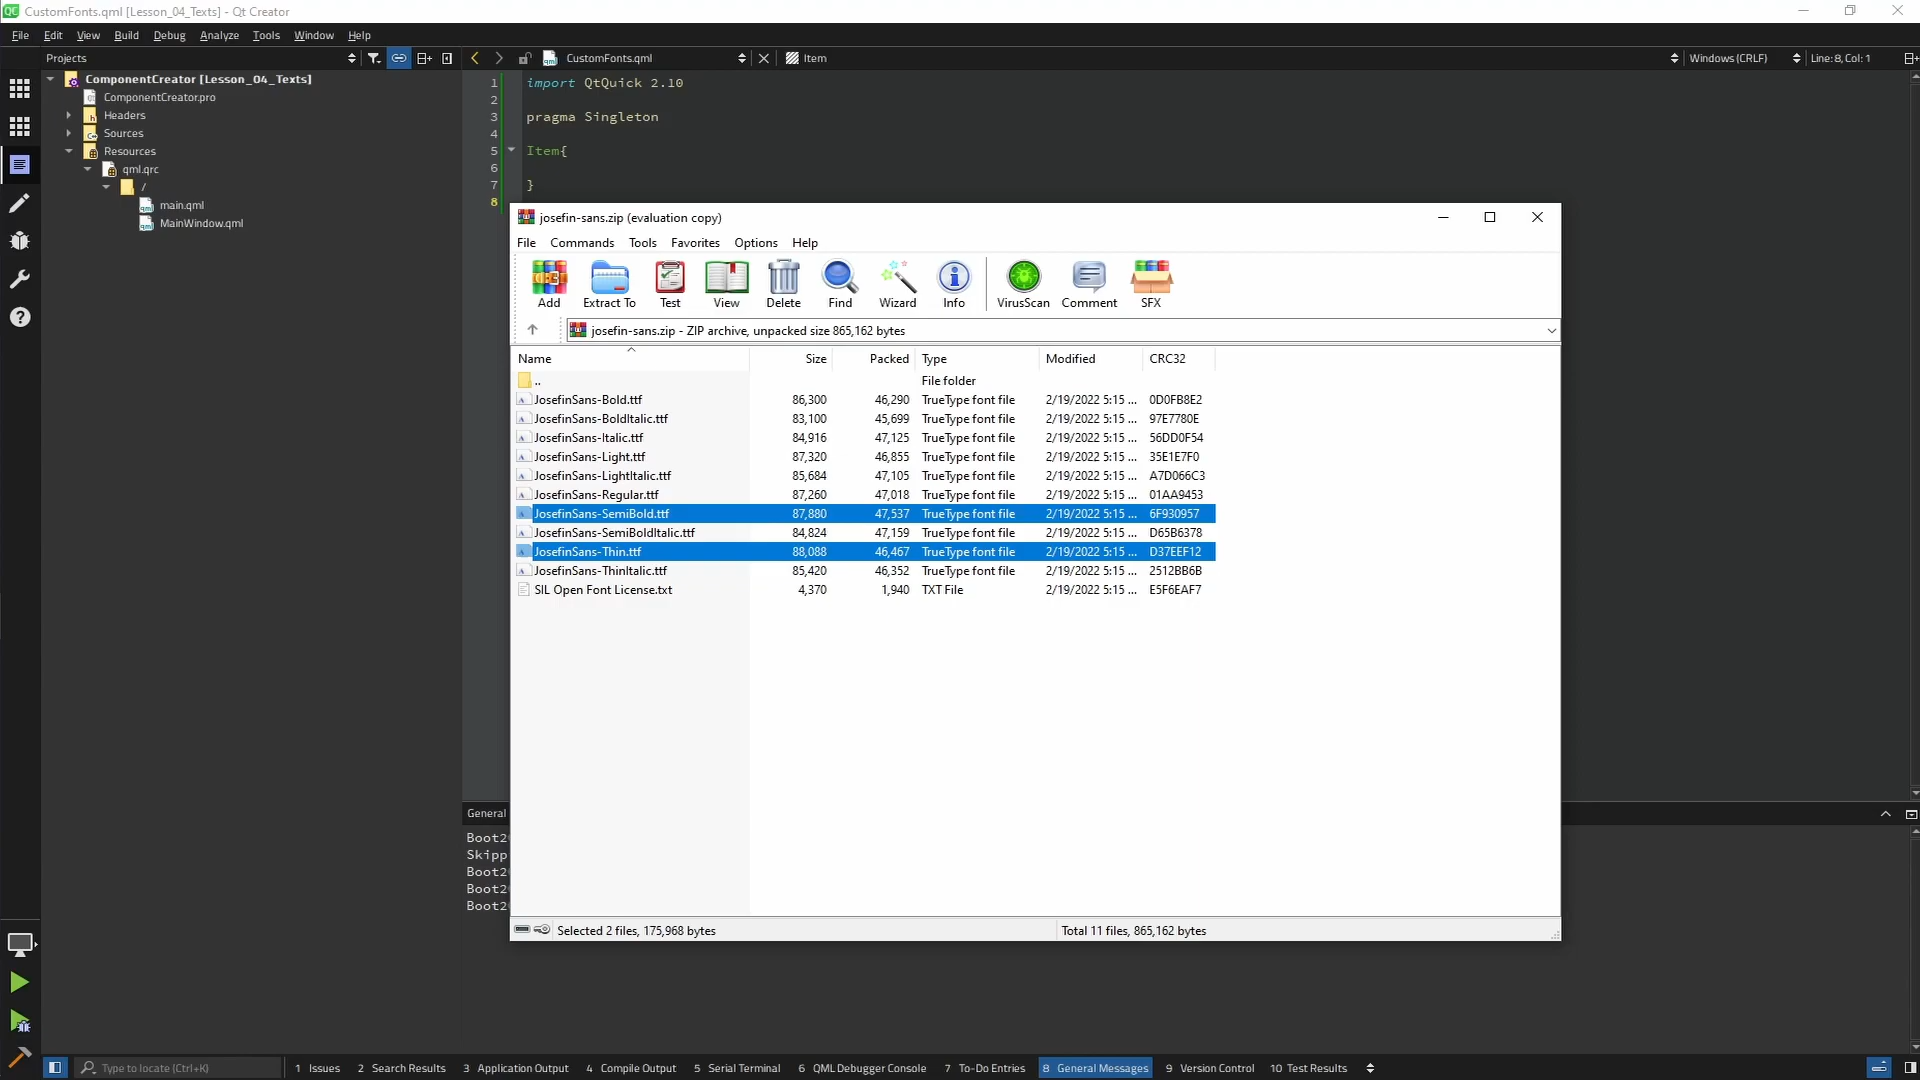 CustomFonts.qml [Lesson_04_Texts] - Qt Creator
File Edit View Build Debug Analyze Tools Window Help
Projects CustomFonts.qml Item Windows (CRLF) Line: 8, Col: 1
ComponentCreator [Lesson_04_Texts]
ComponentCreator.pro
Headers
Sources
Resources
qml.qrc
/
main.qml
MainWindow.qml
1 import QtQuick 2.10
2
3 pragma Singleton
4
5 Item{
6
7 }
8
josefin-sans.zip (evaluation copy)
File Commands Tools Favorites Options Help
Add Extract To Test View Delete Find Wizard Info VirusScan Comment SFX
josefin-sans.zip - ZIP archive, unpacked size 865,162 bytes
Name Size Packed Type Modified CRC32
.. File folder
JosefinSans-Bold.ttf 86,300 46,290 TrueType font file 2/19/2022 5:15 ... 0D0FB8E2
JosefinSans-BoldItalic.ttf 83,100 45,699 TrueType font file 2/19/2022 5:15 ... 97E7780E
JosefinSans-Italic.ttf 84,916 47,125 TrueType font file 2/19/2022 5:15 ... 56DD0F54
JosefinSans-Light.ttf 87,320 46,855 TrueType font file 2/19/2022 5:15 ... 35E1E7F0
JosefinSans-LightItalic.ttf 85,684 47,105 TrueType font file 2/19/2022 5:15 ... A7D066C3
JosefinSans-Regular.ttf 87,260 47,018 TrueType font file 2/19/2022 5:15 ... 01AA9453
JosefinSans-SemiBold.ttf 87,880 47,537 TrueType font file 2/19/2022 5:15 ... 6F930957
JosefinSans-SemiBoldItalic.ttf 84,824 47,159 TrueType font file 2/19/2022 5:15 ... D65B6378
JosefinSans-Thin.ttf 88,088 46,467 TrueType font file 2/19/2022 5:15 ... D37EEF12
JosefinSans-ThinItalic.ttf 85,420 46,352 TrueType font file 2/19/2022 5:15 ... 2512BB6B
SIL Open Font License.txt 4,370 1,940 TXT File 2/19/2022 5:15 ... E5F6EAF7
Selected 2 files, 175,968 bytes Total 11 files, 865,162 bytes
General
Boot2
Skipp
Boot2
Boot2
Boot2
Type to locate (Ctrl+K) 1 Issues 2 Search Results 3 Application Output 4 Compile Output 5 Serial Terminal 6 QML Debugger Console 7 To-Do Entries 8 General Messages 9 Version Control 10 Test Results